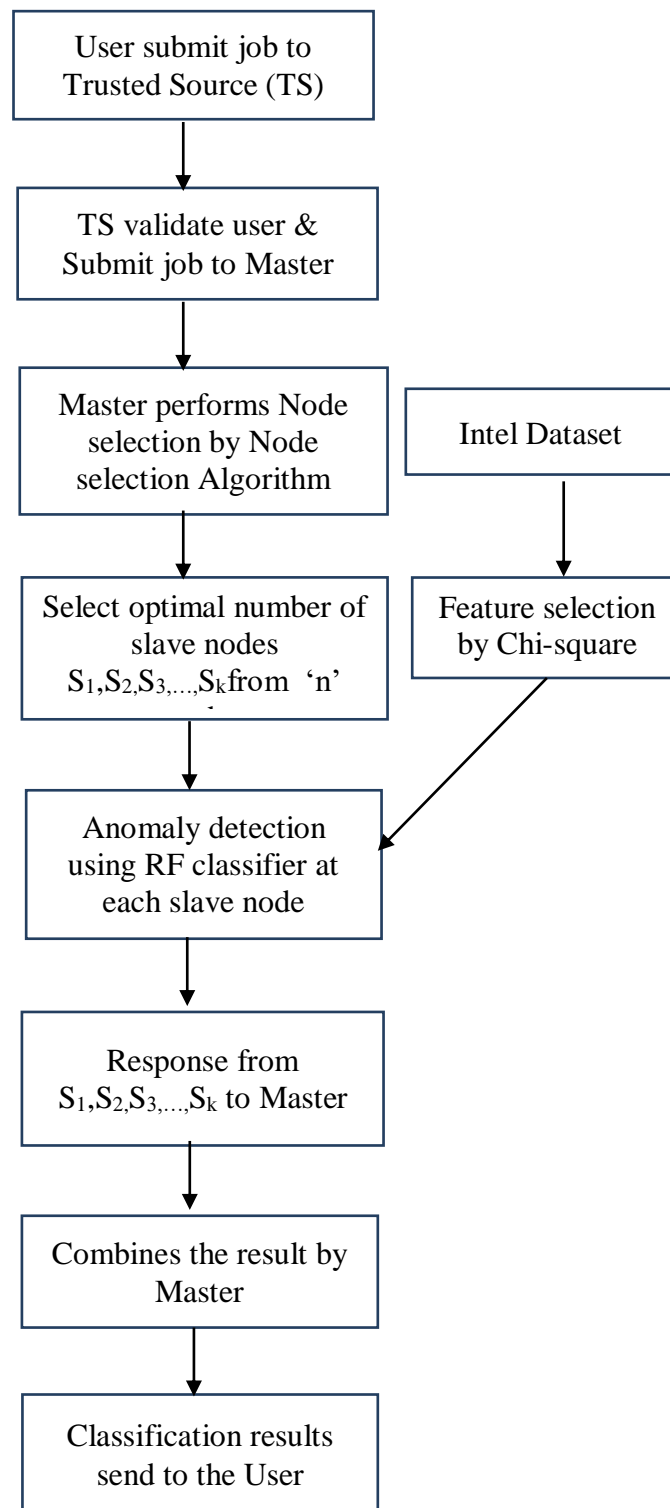 User submit job to
Trusted Source (TS)
TS validate user &
Submit job to Master
Master performs Node
selection by Node
selection Algorithm
Intel Dataset
Select optimal number of
slave nodes
S₁,S₂,S₃,...,Sₖfrom ‘n’
Feature selection
by Chi-square
Anomaly detection
using RF classifier at
each slave node
Response from
S₁,S₂,S₃,...,Sₖ to Master
Combines the result by
Master
Classification results
send to the User